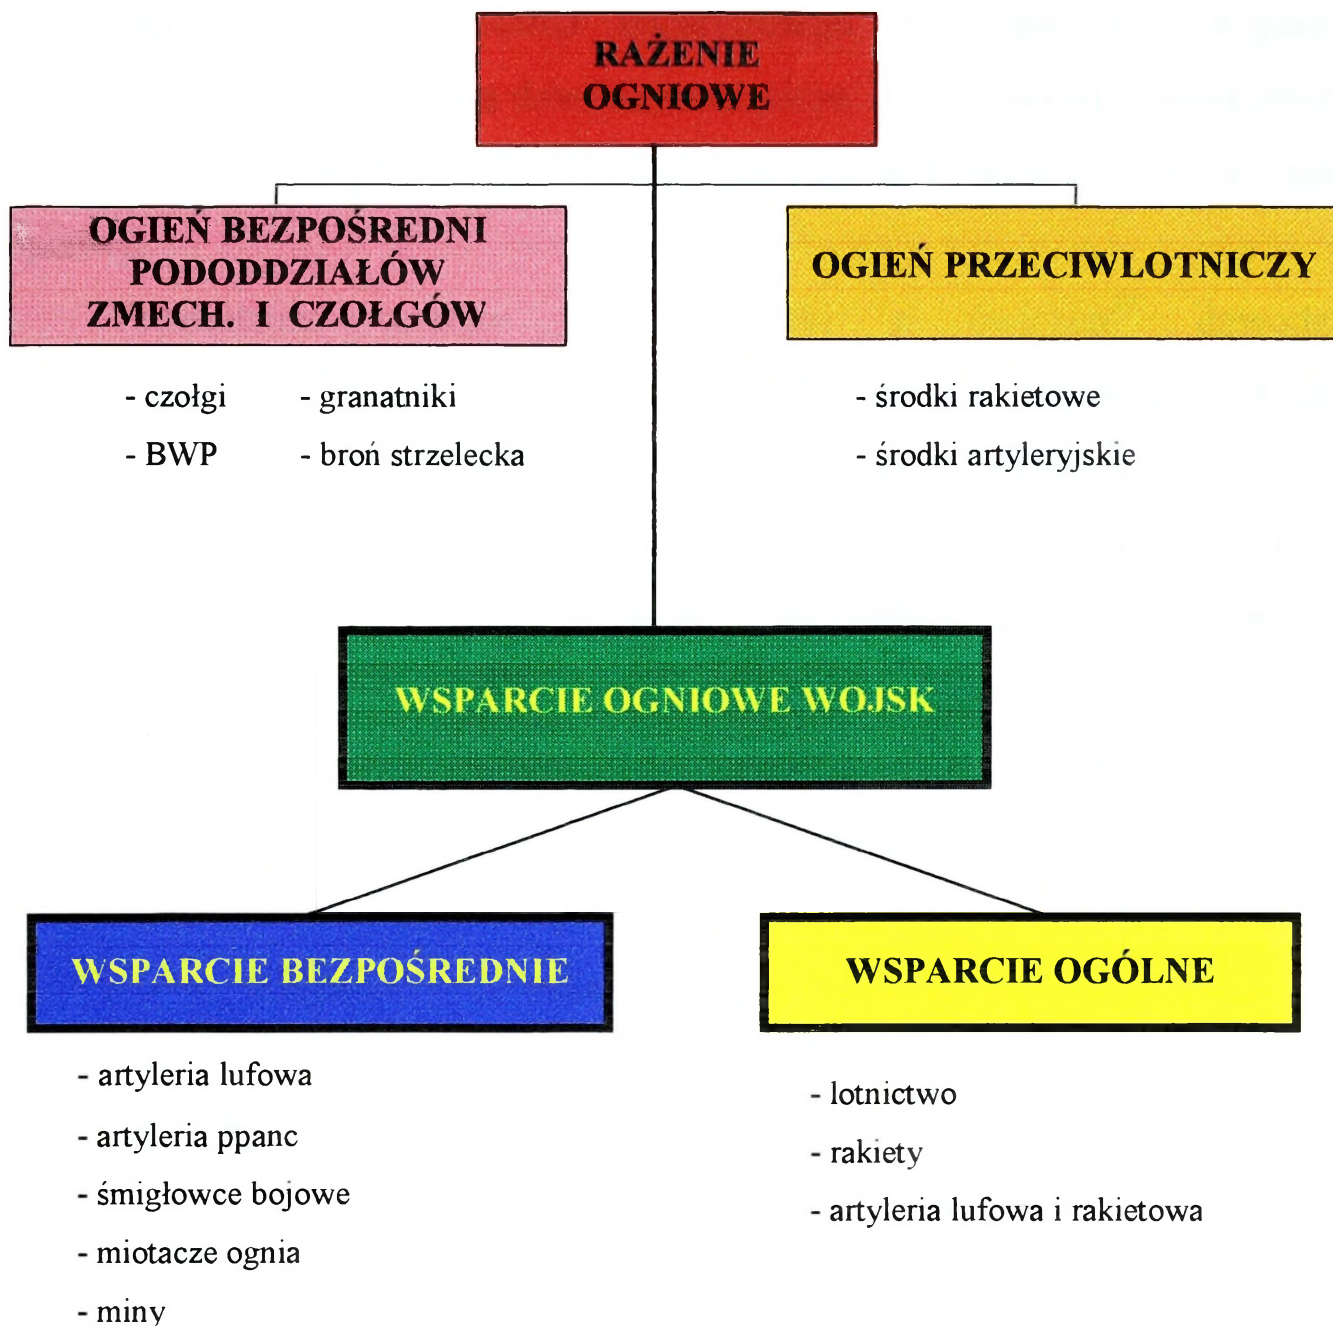 RAŻENIE
OGNIOWE
OGIEŃ BEZPOŚREDNI
PODODDZIAŁÓW
ZMECH. I CZOŁGÓW
OGIEŃ PRZECIWLOTNICZY
- czołgi - granatniki
- BWP - broń strzelecka
- środki rakietowe
- środki artyleryjskie
WSPARCIE OGNIOWE WOJSK
WSPARCIE BEZPOŚREDNIE
WSPARCIE OGÓLNE
- artyleria lufowa
- artyleria ppanc
- śmigłowce bojowe
- miotacze ognia
- miny
- lotnictwo
- rakiety
- artyleria lufowa i rakietowa